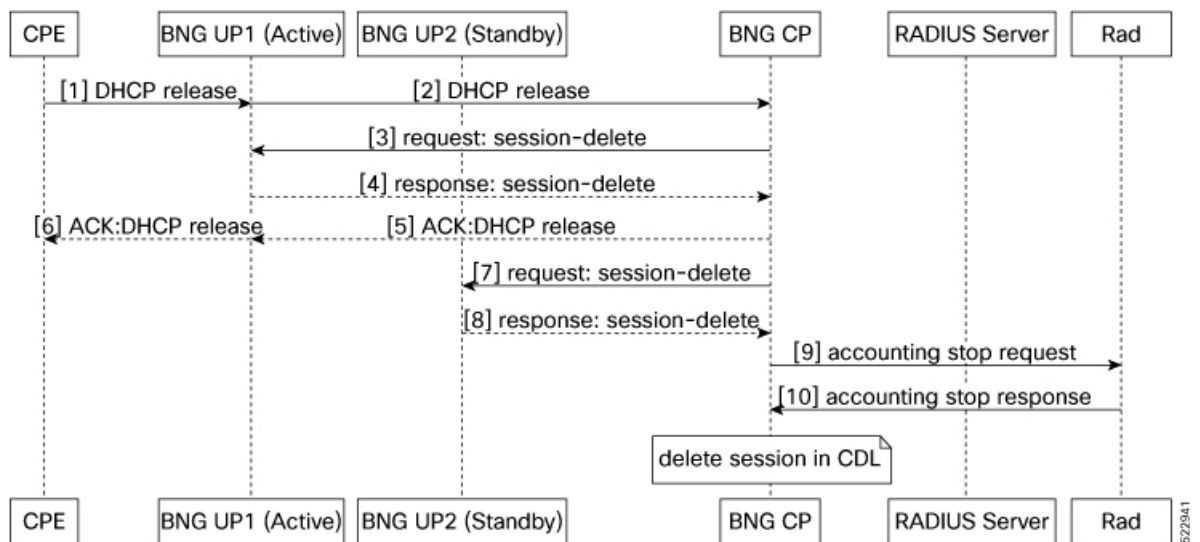 CPE BNG UP1 (Active) BNG UP2 (Standby) BNG CP RADIUS Server Rad
[1] DHCP release [2] DHCP release
[3] request: session-delete
[4] response: session-delete
[6] ACK:DHCP release [5] ACK:DHCP release
[7] request: session-delete
[8] response: session-delete
[9] accounting stop request
[10] accounting stop response
delete session in CDL
CPE BNG UP1 (Active) BNG UP2 (Standby) BNG CP RADIUS Server Rad
522941